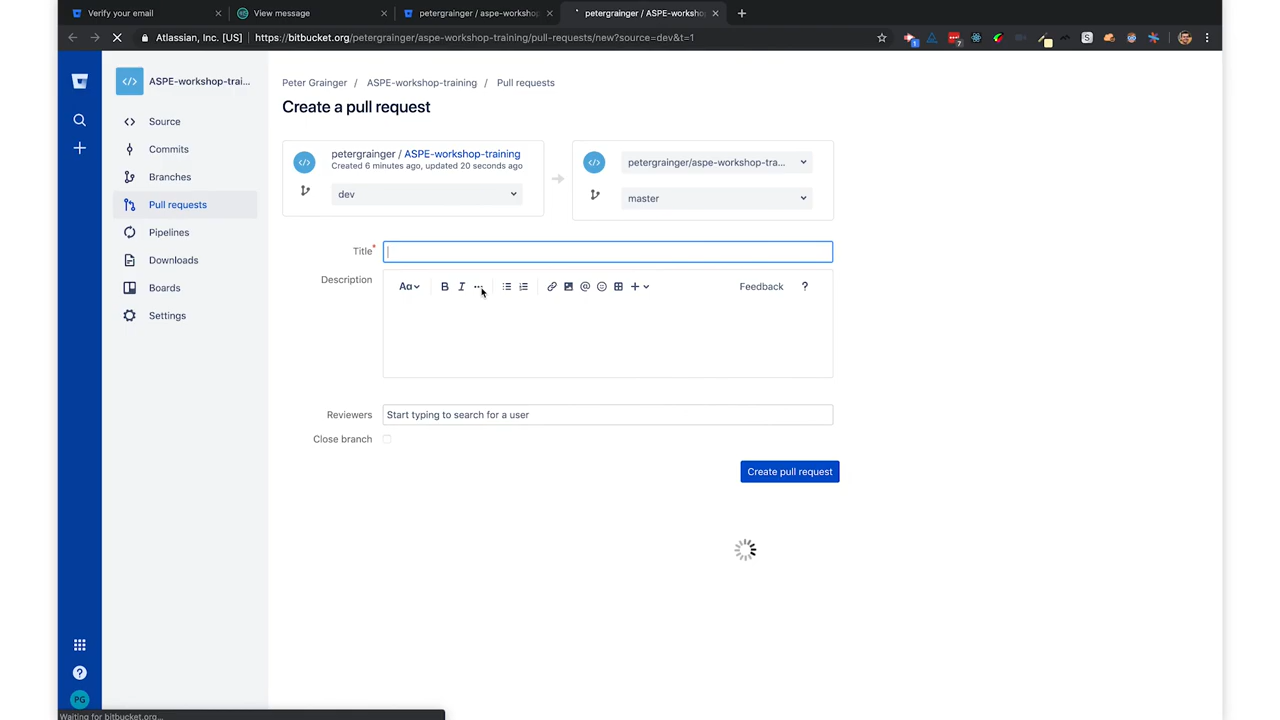 Verify your email
View message
petergrainger / aspe-workshop
petergrainger / ASPE-worksho
Atlassian, Inc. [US]
https://bitbucket.org/petergrainger/aspe-workshop-training/pull-requests/new?source=dev&t=1
ASPE-workshop-trai...
Source
Commits
Branches
Pull requests
Pipelines
Downloads
Boards
Settings
PG
Peter Grainger / ASPE-workshop-training / Pull requests
Create a pull request
petergrainger / ASPE-workshop-training
Created 6 minutes ago, updated 20 seconds ago
dev
petergrainger/aspe-workshop-tra...
master
Title*
Description
Aa
B I ...
Feedback ?
Reviewers
Start typing to search for a user
Close branch
Create pull request
Waiting for bitbucket.org...